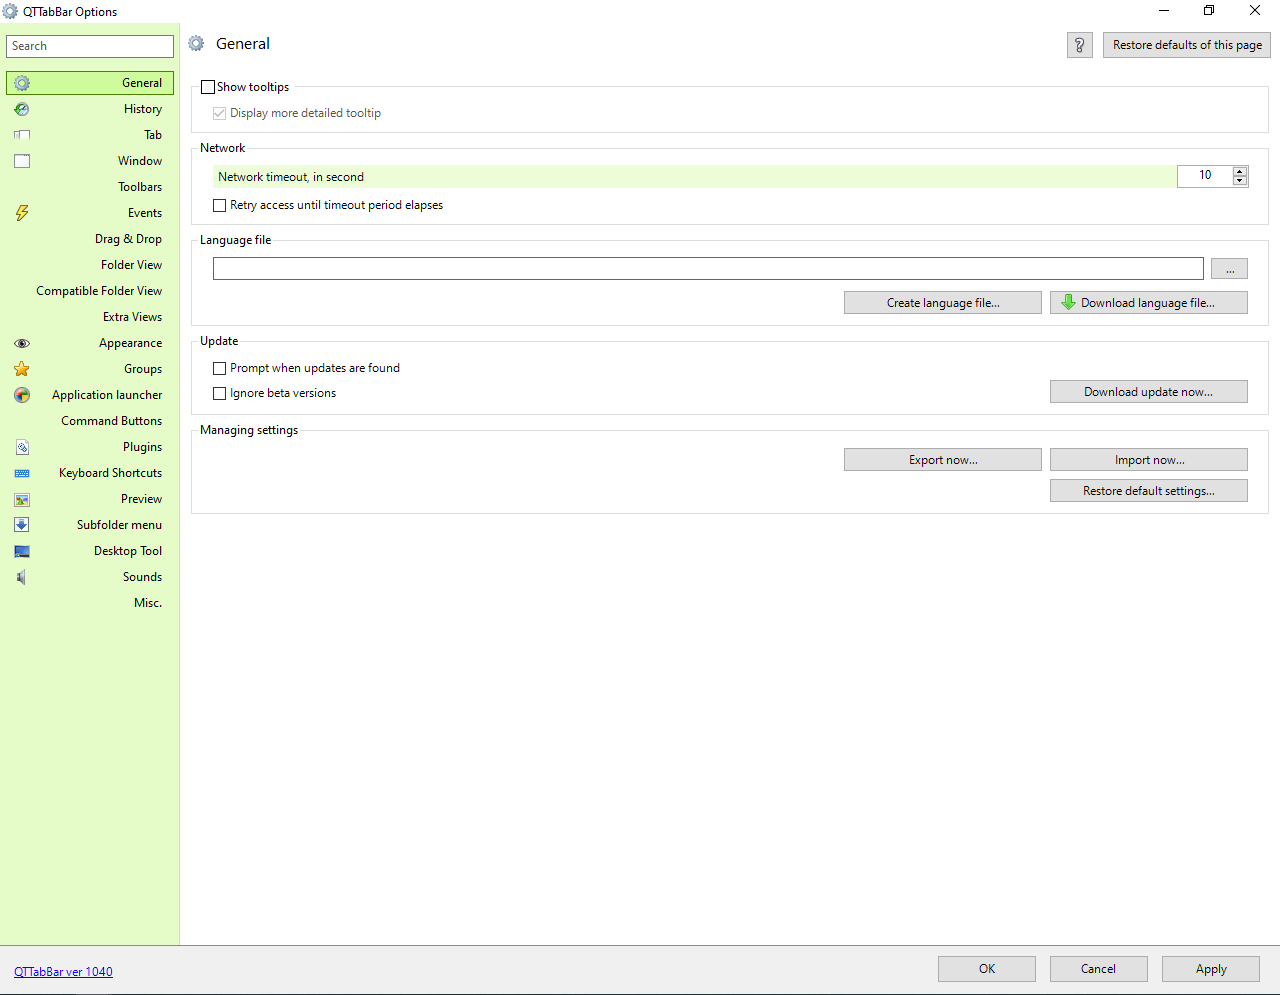 QTTabBar Options
Search
General
History
Tab
Window
Toolbars
Events
Drag & Drop
Folder View
Compatible Folder View
Extra Views
Appearance
Groups
Application launcher
Command Buttons
Plugins
Keyboard Shortcuts
Preview
Subfolder menu
Desktop Tool
Sounds
Misc.
General
?
Restore defaults of this page
Show tooltips
Display more detailed tooltip
Network
Network timeout, in second
10
Retry access until timeout period elapses
Language file
...
Create language file...
Download language file...
Update
Prompt when updates are found
Ignore beta versions
Download update now...
Managing settings
Export now...
Import now...
Restore default settings...
QTTabBar ver 1040
OK
Cancel
Apply